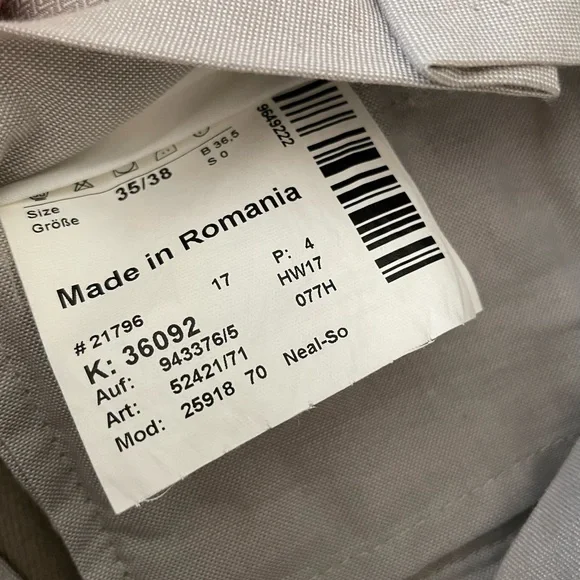 9649222
B 36,5
S 0
Size
Größe
35/38
Made in Romania
17
P: 4
HW17
077H
# 21796
K: 36092
Auf: 943376/5
Art: 52421/71
Mod: 25918 70 Neal-So